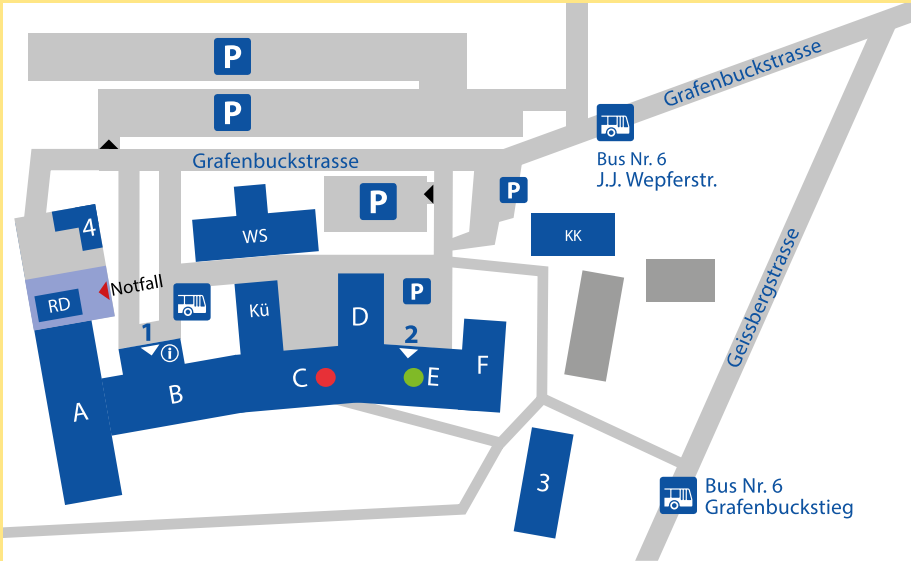 P
P
Grafenbuckstrasse
Bus Nr. 6
J.J. Wepferstr.
Grafenbuckstrasse
P
P
4
WS
KK
Notfall
RD
Kü
P
D
Geissbergstrasse
1
i
2
F
A
B
C
E
3
Bus Nr. 6
Grafenbuckstieg